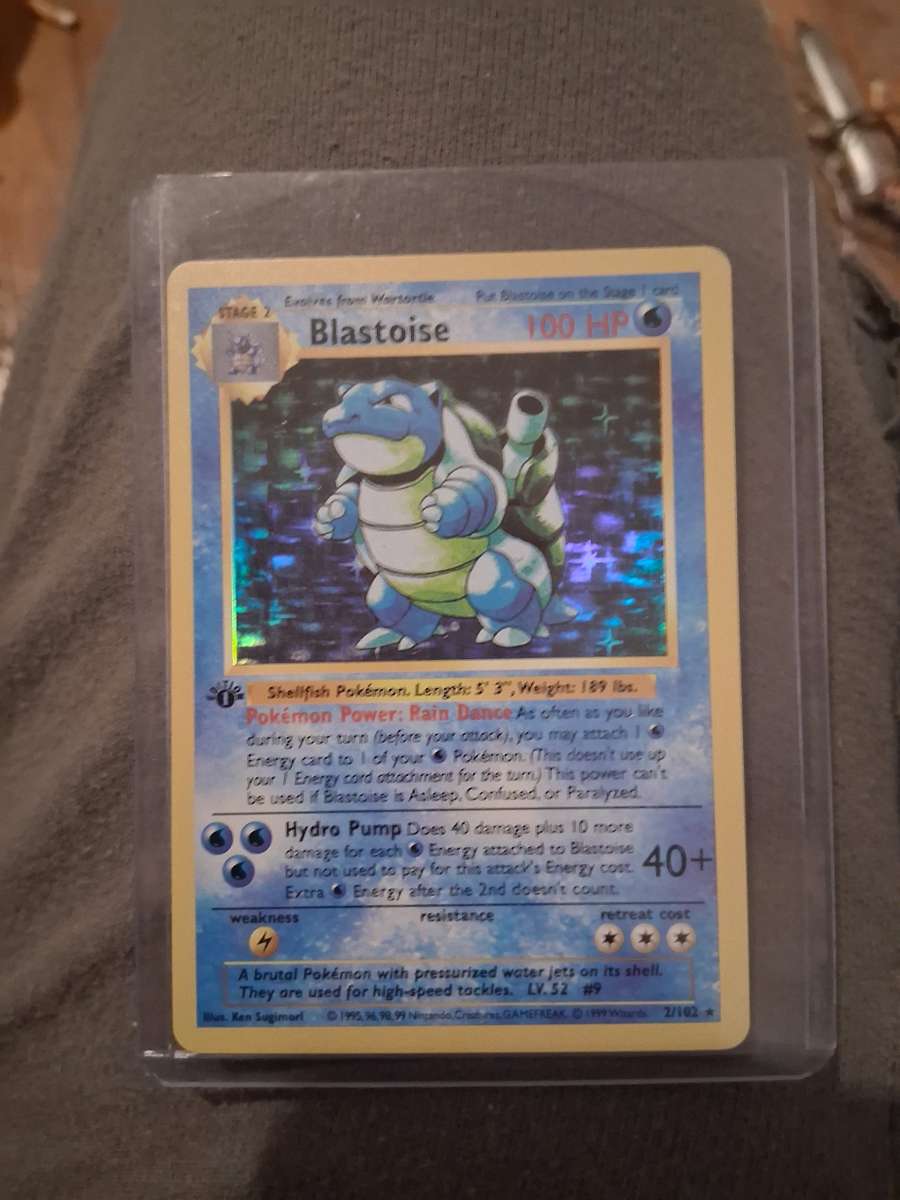 Evolves from Wartortle Put Blastoise on the Stage 1 card
STAGE 2
Blastoise 100 HP
EDITION 1
Shellfish Pokémon. Length: 5' 3", Weight: 189 lbs.
Pokémon Power: Rain Dance As often as you like
during your turn (before your attack), you may attach 1
Energy card to 1 of your Pokémon. (This doesn't use up
your 1 Energy card attachment for the turn.) This power can't
be used if Blastoise is Asleep, Confused, or Paralyzed.
Hydro Pump Does 40 damage plus 10 more
damage for each Energy attached to Blastoise
but not used to pay for this attack's Energy cost.
Extra Energy after the 2nd doesn't count.
40+
weakness resistance retreat cost
A brutal Pokémon with pressurized water jets on its shell.
They are used for high-speed tackles. LV. 52 #9
Illus. Ken Sugimori © 1995, 96, 98, 99 Nintendo, Creatures, GAMEFREAK. © 1999 Wizards. 2/102 ★